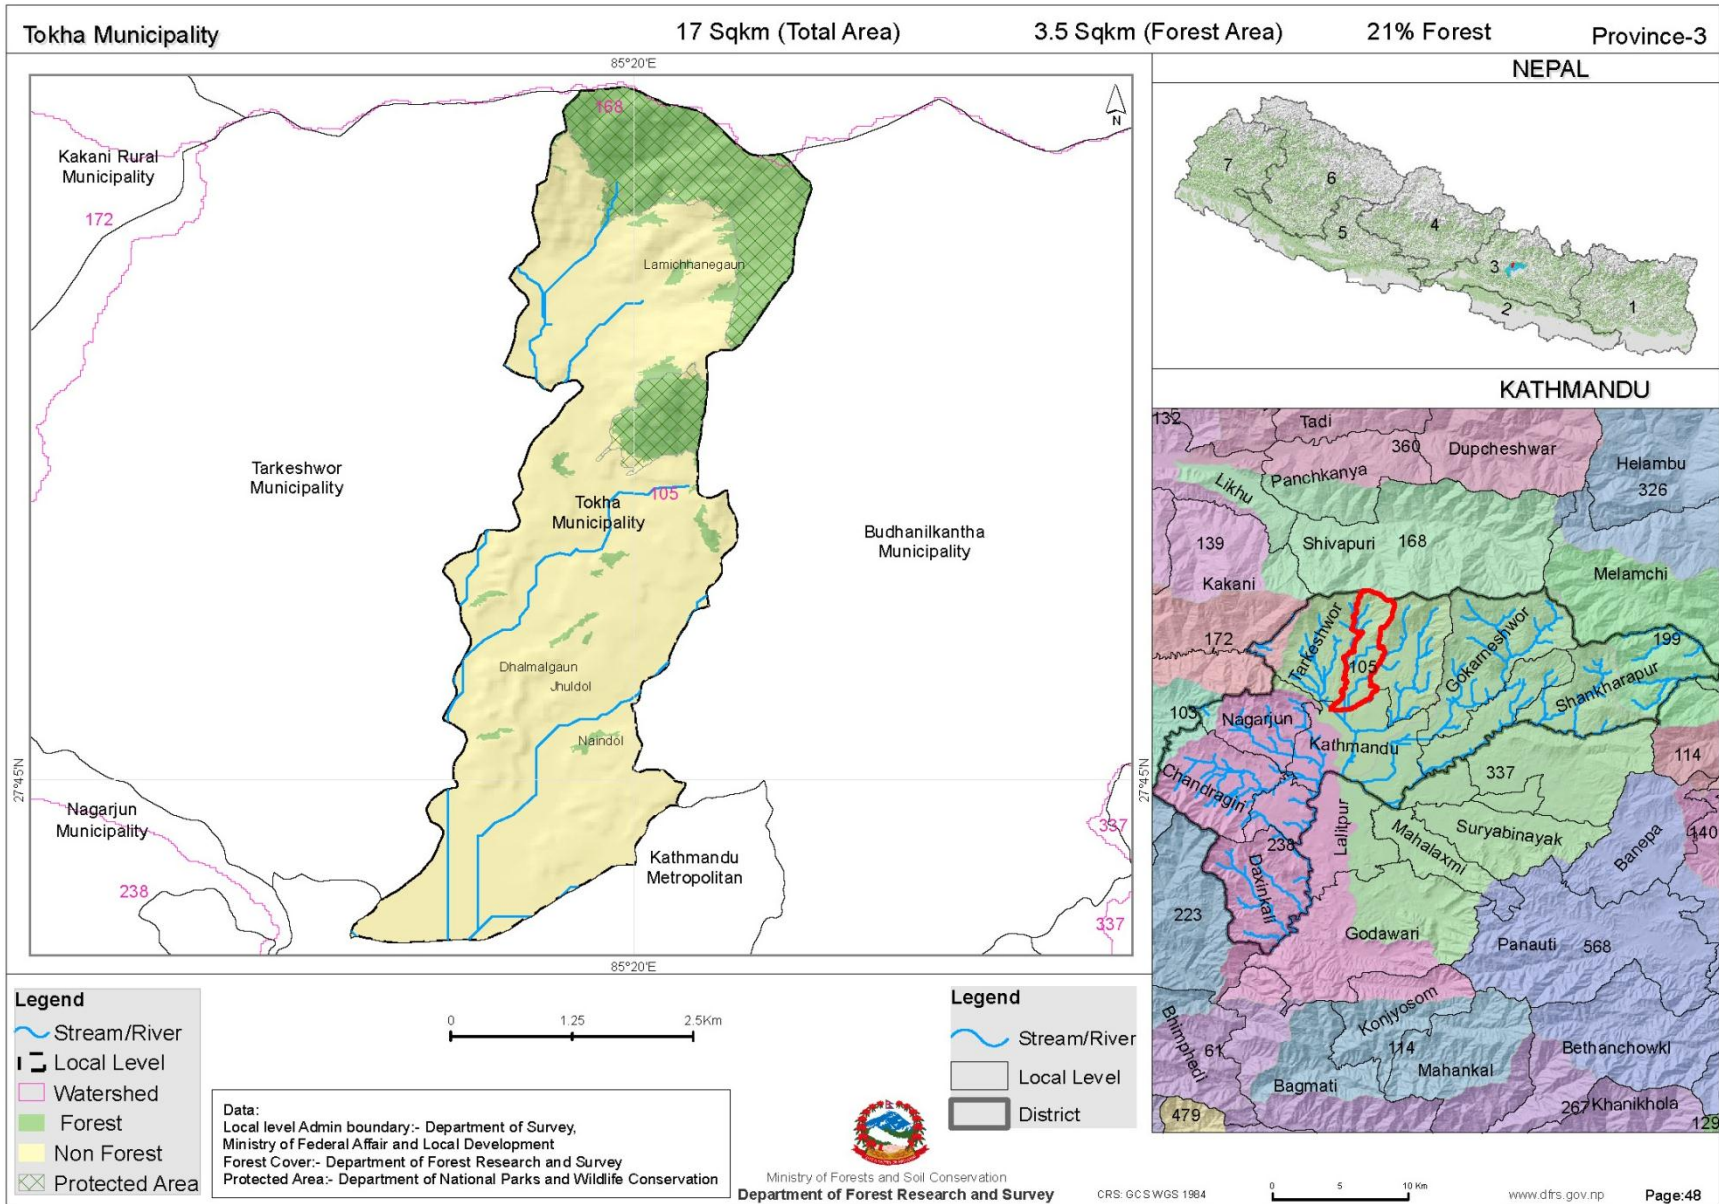 Tokha Municipality
17 Sqkm (Total Area)
3.5 Sqkm (Forest Area)
21% Forest
Province-3
85°20'E
N
168
Kakani Rural
Municipality
172
Lamichhanegaun
Tarkeshwor
Municipality
105
Tokha
Municipality
Budhanilkantha
Municipality
Dhalmalgaun
Jhuldol
Naindol
27°45'N
27°45'N
Nagarjun
Municipality
238
Kathmandu
Metropolitan
337
337
85°20'E
NEPAL
7
6
5
4
3
2
1
KATHMANDU
132
Tadi
360
Dupcheshwar
Helambu
326
Panchkanya
Likhu
139
Kakani
Shivapuri
168
Melamchi
172
Tarkeshwor
105
Gokarneshwor
199
Shankharapur
103
Nagarjun
Kathmandu
114
337
Chandragiri
Lalitpur
Mahalaxmi
Suryabinayak
Banepa
140
238
Daxinkali
223
Godawari
Panauti
568
Bhimphedi
61
Konjyosom
114
Mahankal
Bagmati
Bethanchowkl
479
267
Khanikhola
129
Legend
Stream/River
Local Level
Watershed
Forest
Non Forest
Protected Area
0
1.25
2.5Km
Data:
Local level Admin boundary:- Department of Survey,
Ministry of Federal Affair and Local Development
Forest Cover:- Department of Forest Research and Survey
Protected Area:- Department of National Parks and Wildlife Conservation
Legend
Stream/River
Local Level
District
Ministry of Forests and Soil Conservation
Department of Forest Research and Survey
CRS: GCS WGS 1984
0
5
10 Km
www.dfrs.gov.np
Page:48